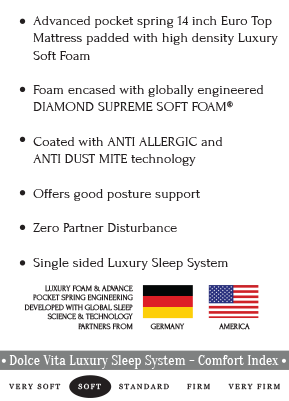 • Advanced pocket spring 14 inch Euro Top
Mattress padded with high density Luxury
Soft Foam
• Foam encased with globally engineered
DIAMOND SUPREME SOFT FOAM®
• Coated with ANTI ALLERGIC and
ANTI DUST MITE technology
• Offers good posture support
• Zero Partner Disturbance
• Single sided Luxury Sleep System
LUXURY FOAM & ADVANCE
POCKET SPRING ENGINEERING
DEVELOPED WITH GLOBAL SLEEP
SCIENCE & TECHNOLOGY
PARTNERS FROM
GERMANY AMERICA
• Dolce Vita Luxury Sleep System - Comfort Index •
VERY SOFT SOFT STANDARD FIRM VERY FIRM